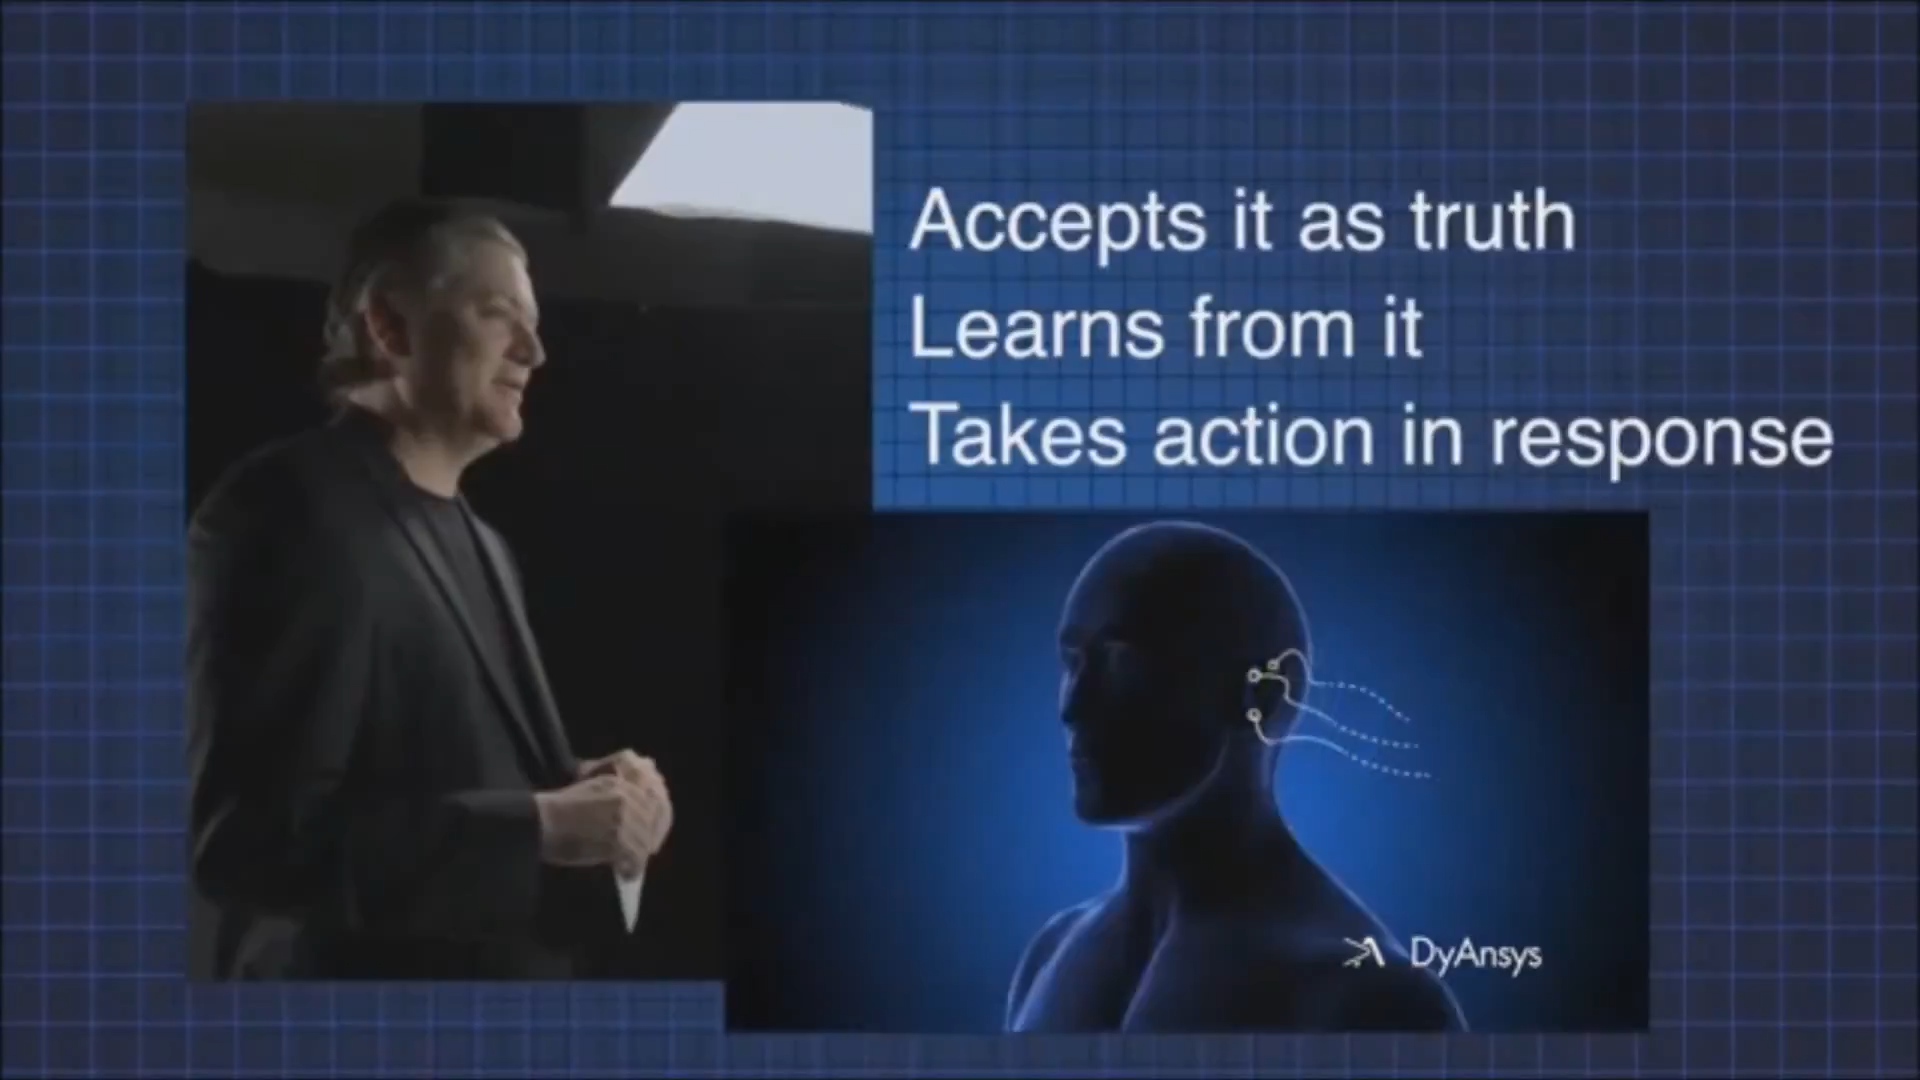 Accepts it as truth
Learns from it
Takes action in response
DyAnsys